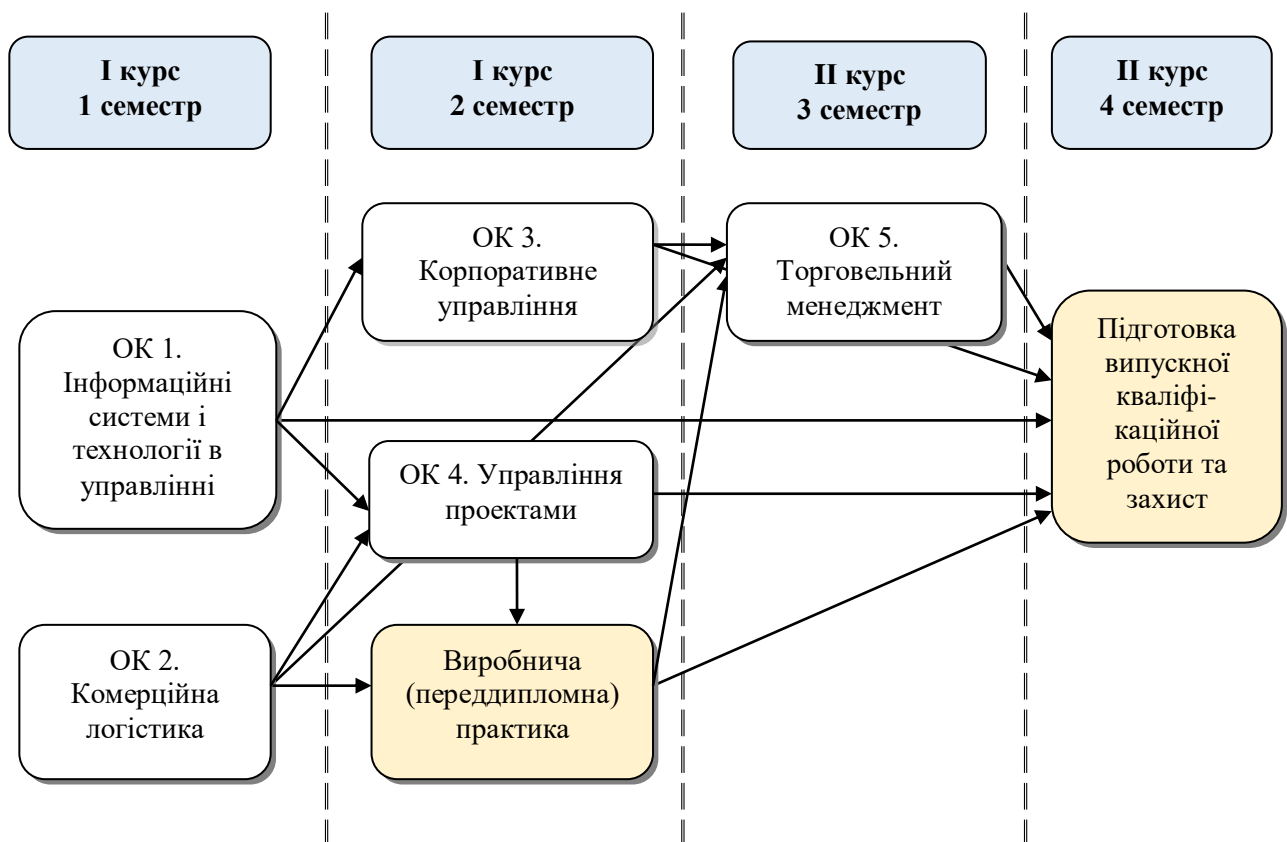 І курс
1 семестр
І курс
2 семестр
ІІ курс
3 семестр
ІІ курс
4 семестр
ОК 1.
Інформаційні
системи і
технології в
управлінні
ОК 2.
Комерційна
логістика
ОК 3.
Корпоративне
управління
ОК 4. Управління
проектами
Виробнича
(переддипломна)
практика
ОК 5.
Торговельний
менеджмент
Підготовка
випускної
кваліфі-
каційної
роботи та
захист